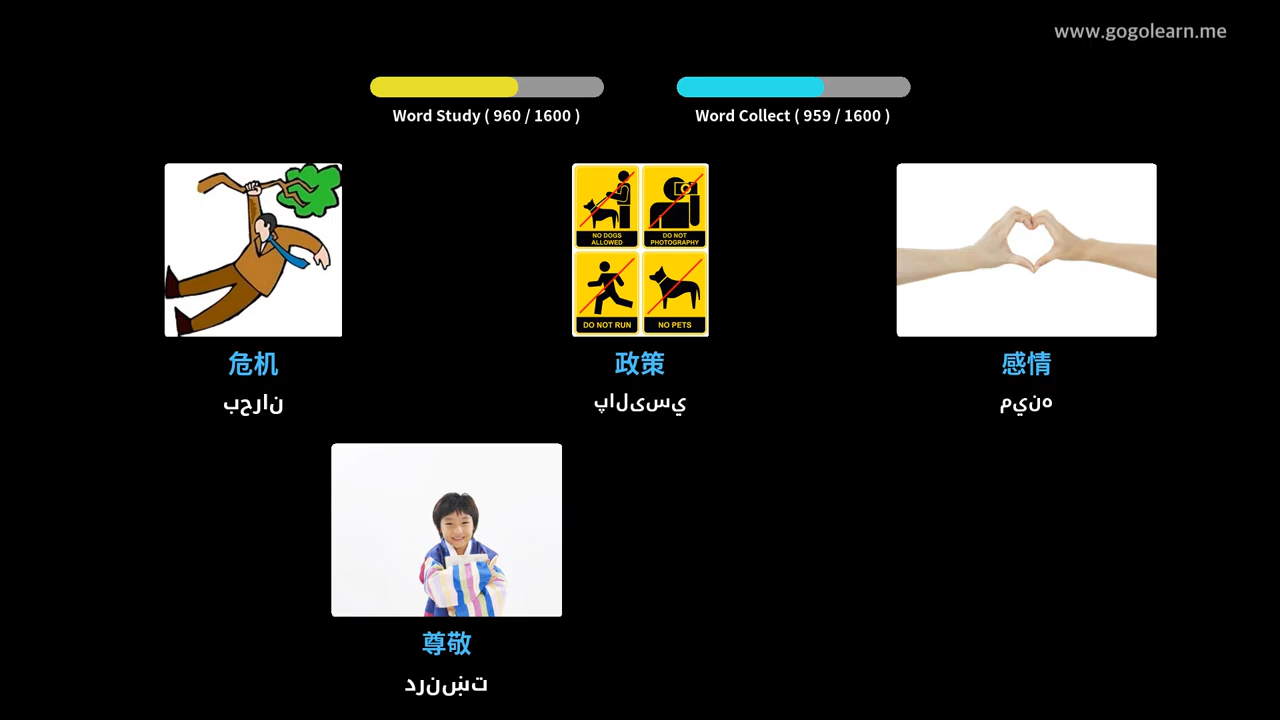 www.gogolearn.me
Word Study ( 960 / 1600 )
Word Collect ( 959 / 1600 )
NO DOGS
ALLOWED
DO NOT
PHOTOGRAPHY
DO NOT RUN
NO PETS
危机
政策
感情
بحران
پالیسي
مينه
尊敬
درنښت